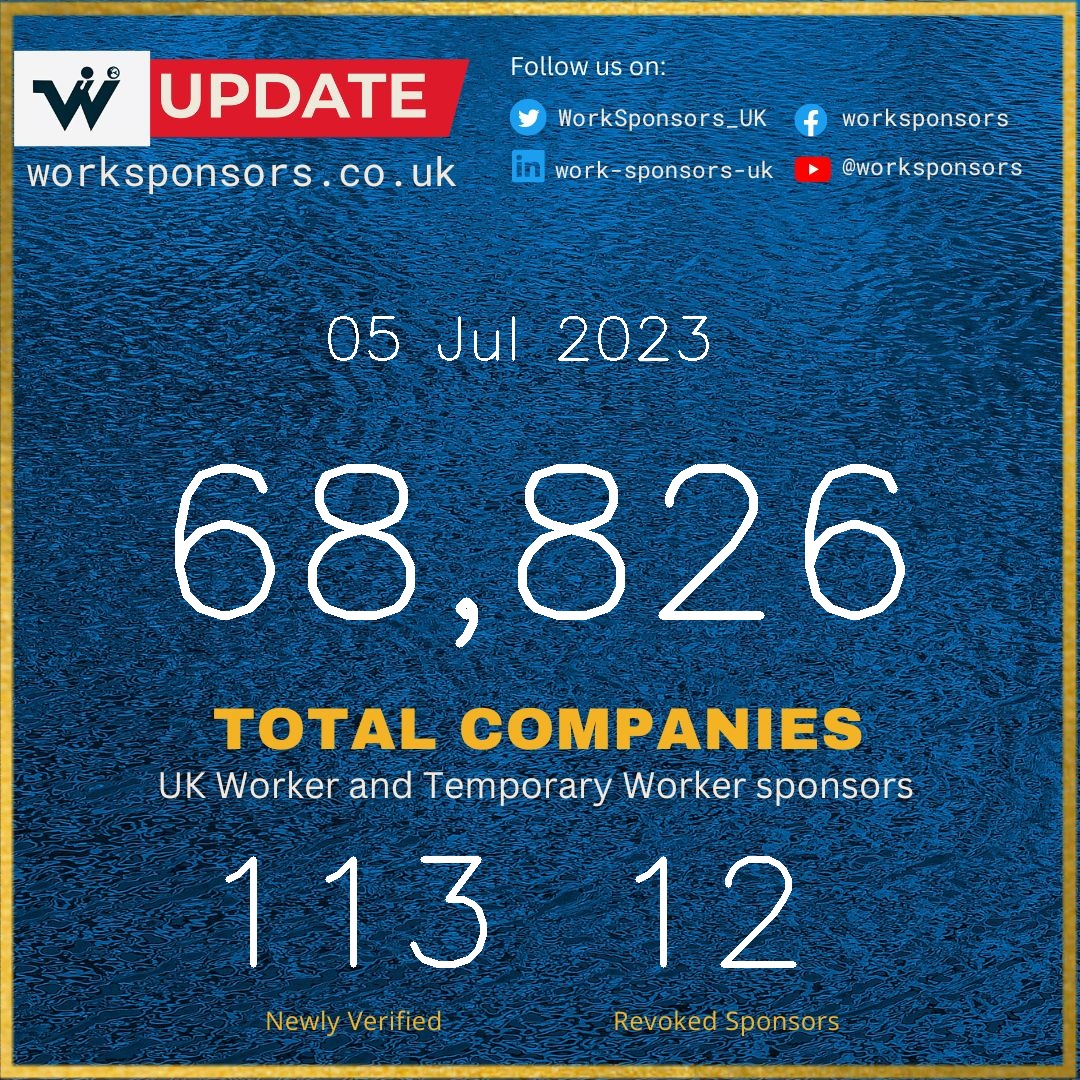 UPDATE
worksponsors.co.uk
Follow us on:
WorkSponsors_UK
worksponsors
work-sponsors-uk
@worksponsors
05 Jul 2023
68,826
TOTAL COMPANIES
UK Worker and Temporary Worker sponsors
113 12
Newly Verified Revoked Sponsors